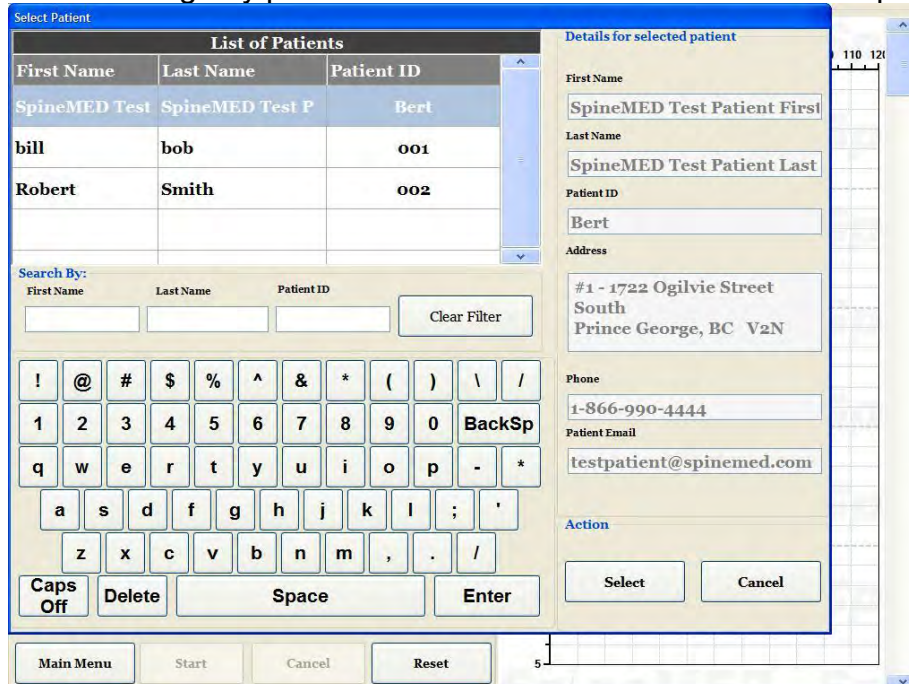 Select Patient
List of Patients
First Name Last Name Patient ID
SpineMED Test SpineMED Test P Bert
bill bob 001
Robert Smith 002
Search By:
First Name Last Name Patient ID
Clear Filter
! @ # $ % ^ & * ( ) \ /
1 2 3 4 5 6 7 8 9 0 BackSp
q w e r t y u i o p - *
a s d f g h j k l ; '
z x c v b n m , . /
Caps Off Delete Space Enter
Details for selected patient
First Name
SpineMED Test Patient First
Last Name
SpineMED Test Patient Last
Patient ID
Bert
Address
#1 - 1722 Ogilvie Street
South
Prince George, BC V2N
Phone
1-866-990-4444
Patient Email
testpatient@spinemed.com
Action
Select Cancel
110 120
Main Menu Start Cancel Reset
5